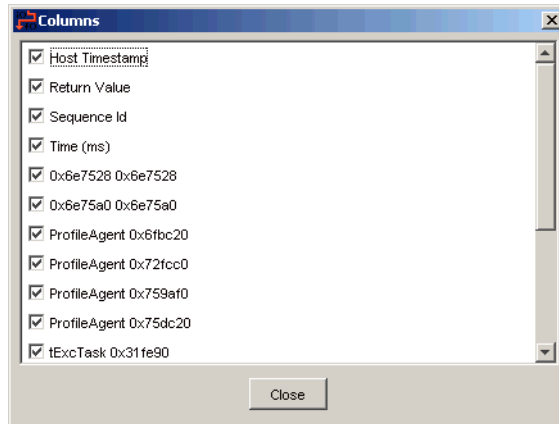 Columns
Host Timestamp
Return Value
Sequence Id
Time (ms)
0x6e7528 0x6e7528
0x6e75a0 0x6e75a0
ProfileAgent 0x6fbc20
ProfileAgent 0x72fcc0
ProfileAgent 0x759af0
ProfileAgent 0x75dc20
tExcTask 0x31fe90
Close